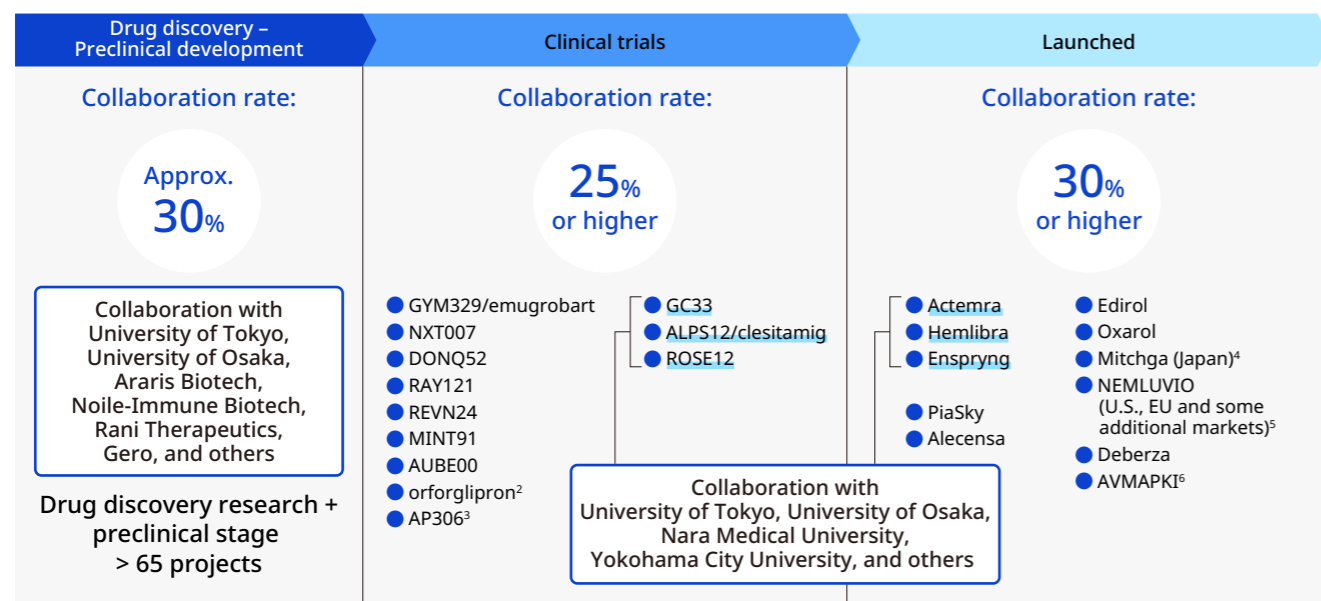 Drug discovery –
Preclinical development
Clinical trials
Launched
Collaboration rate:
Approx.
30%
Collaboration with
University of Tokyo,
University of Osaka,
Araris Biotech,
Noile-Immune Biotech,
Rani Therapeutics,
Gero, and others
Drug discovery research +
preclinical stage
> 65 projects
Collaboration rate:
25%
or higher
GYM329/emugrobart
NXT007
DONQ52
RAY121
REVN24
MINT91
AUBE00
orforglipron²
AP306³
GC33
ALPS12/clesitamig
ROSE12
Collaboration rate:
30%
or higher
Actemra
Hemlibra
Enspryng
PiaSky
Alecensa
Edirol
Oxarol
Mitchga (Japan)⁴
NEMLUVIO
(U.S., EU and some
additional markets)⁵
Deberza
AVMAPKI⁶
Collaboration with
University of Tokyo, University of Osaka,
Nara Medical University,
Yokohama City University, and others